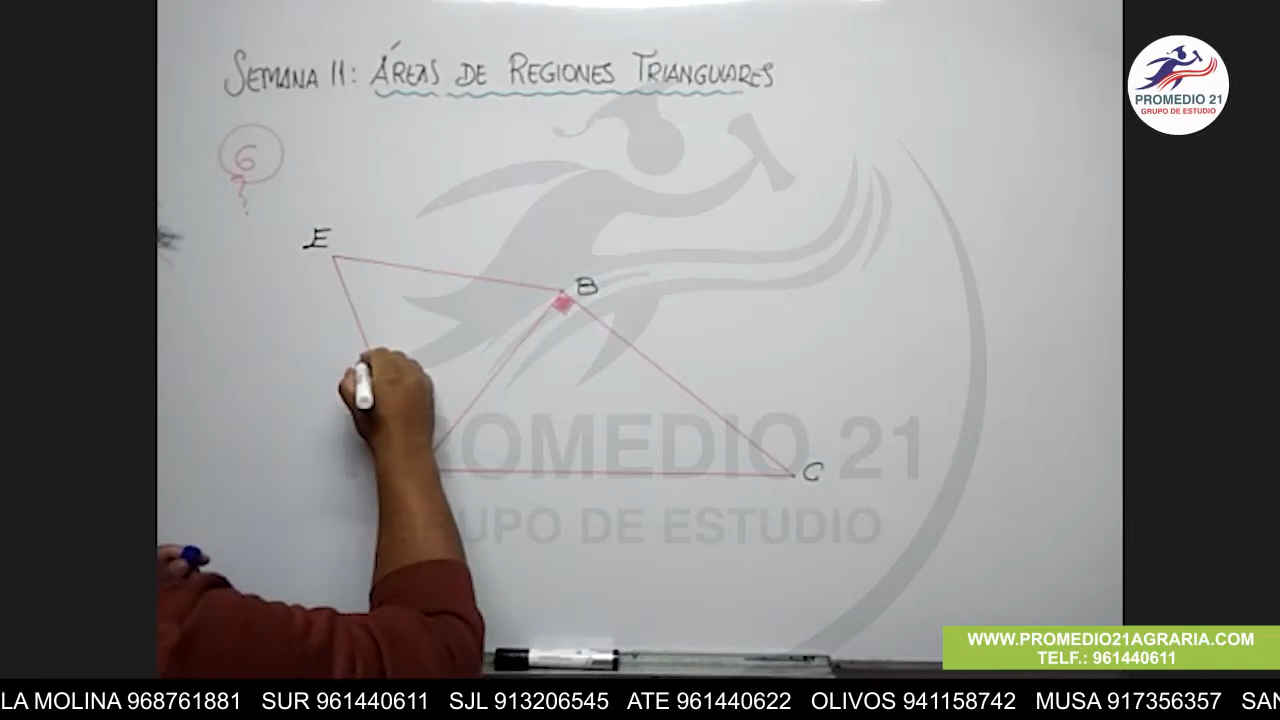 SEMANA 11: ÁREAS DE REGIONES TRIANGULARES
PROMEDIO 21
GRUPO DE ESTUDIO
6
E
B
C
PROMEDIO 21
GRUPO DE ESTUDIO
WWW.PROMEDIO21AGRARIA.COM
TELF.: 961440611
LA MOLINA 968761881 SUR 961440611 SJL 913206545 ATE 961440622 OLIVOS 941158742 MUSA 917356357 SAN